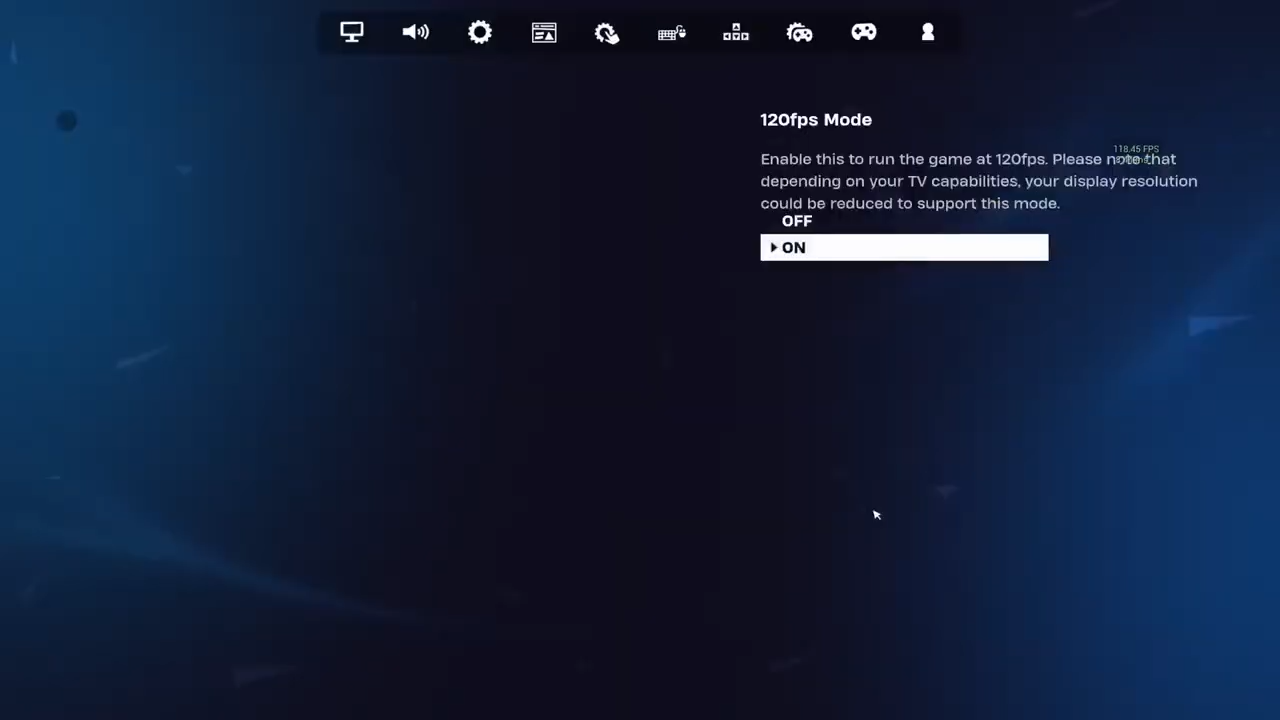 120fps Mode
118.45 FPS
Enable this to run the game at 120fps. Please note that
depending on your TV capabilities, your display resolution
could be reduced to support this mode.
OFF
ON